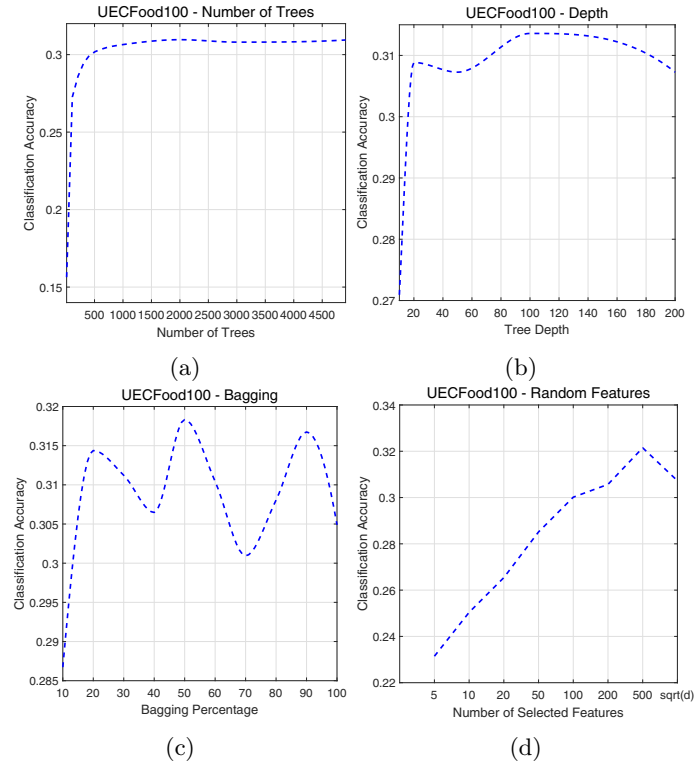 UECFood100 - Number of Trees
Classification Accuracy
0.3
0.25
0.2
0.15
500 1000 1500 2000 2500 3000 3500 4000 4500
Number of Trees
(a)
UECFood100 - Depth
Classification Accuracy
0.31
0.3
0.29
0.28
0.27
20 40 60 80 100 120 140 160 180 200
Tree Depth
(b)
UECFood100 - Bagging
Classification Accuracy
0.32
0.315
0.31
0.305
0.3
0.295
0.29
0.285
10 20 30 40 50 60 70 80 90 100
Bagging Percentage
(c)
UECFood100 - Random Features
Classification Accuracy
0.34
0.32
0.3
0.28
0.26
0.24
0.22
5 10 20 50 100 200 500 sqrt(d)
Number of Selected Features
(d)